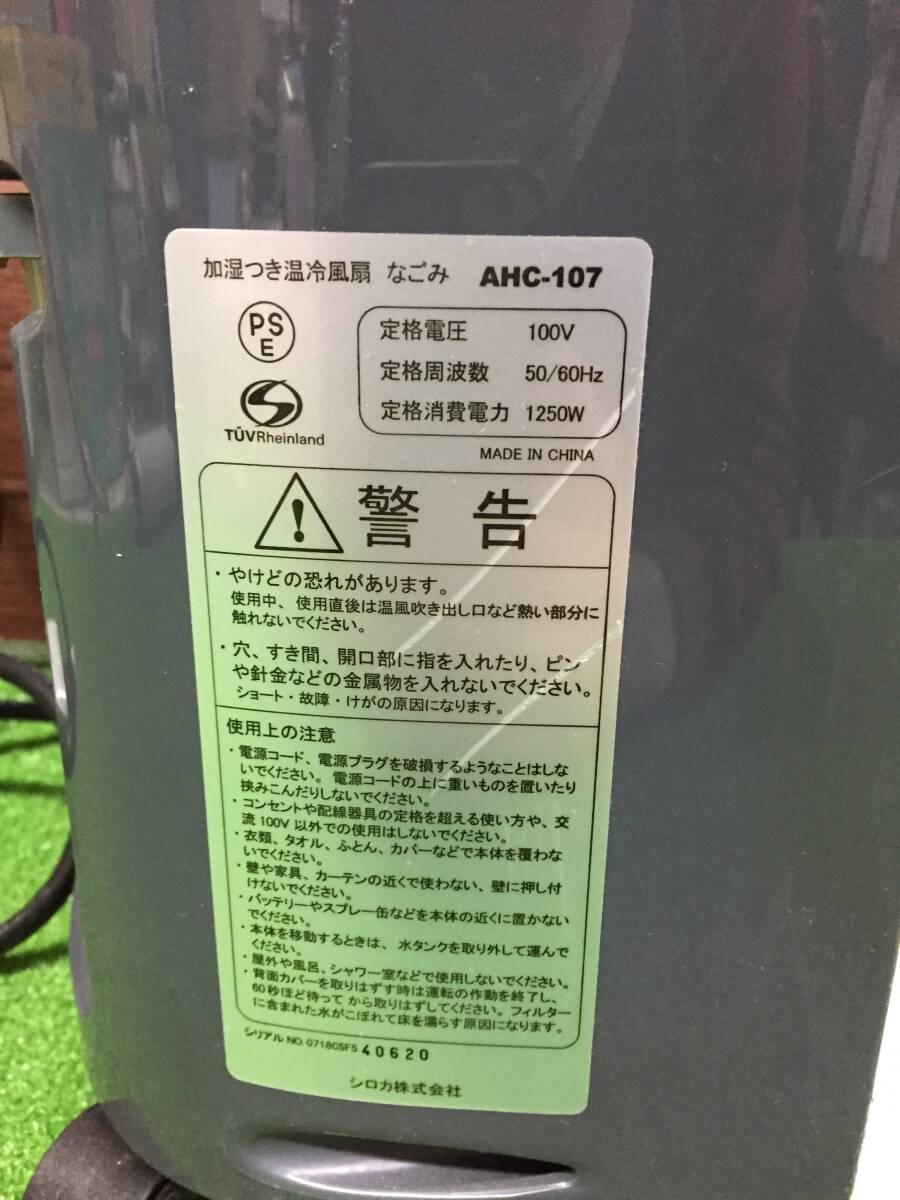 加湿つき温冷風扇 なごみ AHC-107
PS
E
TÜVRheinland
定格電圧 100V
定格周波数 50/60Hz
定格消費電力 1250W
MADE IN CHINA
警告
・やけどの恐れがあります。
使用中、使用直後は温風吹き出し口など熱い部分に
触れないでください。
・穴、すき間、開口部に指を入れたり、ピン
や針金などの金属物を入れないでください。
ショート・故障・けがの原因になります。
使用上の注意
・電源コード、電源プラグを破損するようなことはしな
いでください。電源コードの上に重いものを置いたり
挟みこんだりしないでください。
・コンセントや配線器具の定格を超える使い方や、交
流100V以外での使用はしないでください。
・衣類、タオル、ふとん、カバーなどで本体を覆わな
いでください。
・壁や家具、カーテンの近くで使わない、壁に押し付
けないでください。
・バッテリーやスプレー缶などを本体の近くに置かない
でください。
・本体を移動するときは、水タンクを取り外して運んで
ください。
・屋外や風呂、シャワー室などで使用しないでください。
・背面カバーを取りはずす時は運転の作動を終了し、
60秒ほど待って から取りはずしてください。フィルター
に含まれた水がこぼれて床を濡らす原因になります。
シリアル NO. 0718CSF5 40620
シロカ株式会社